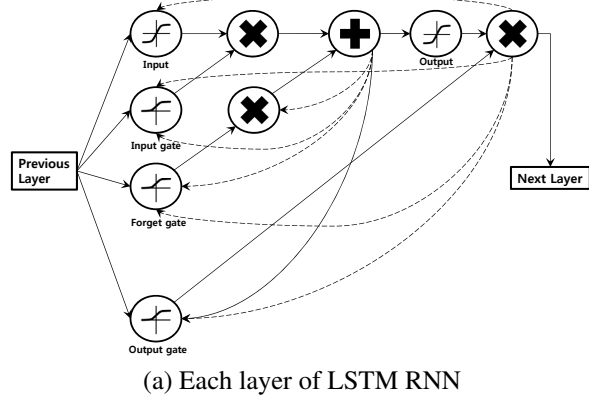 Input
Output
Input gate
Previous
Layer
Next Layer
Forget gate
Output gate
(a) Each layer of LSTM RNN